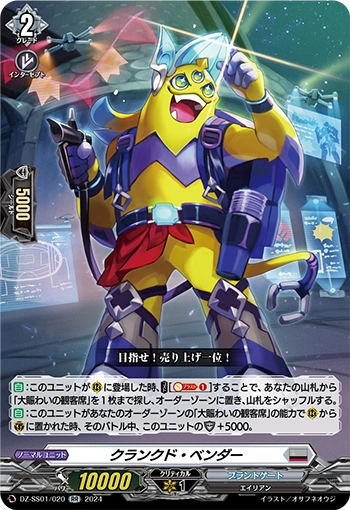 2
グレード
インターセプト
5000
シールド
目指せ!売り上げ一位!
自:このユニットがⓇに登場した時、[ブラスト1]することで、あなたの山札から
「大賑わいの観客席」を1枚まで探し、オーダーゾーンに置き、山札をシャッフルする。
自:このユニットがあなたのオーダーゾーンの「大賑わいの観客席」の能力でⓇから
Ⓖに置かれた時、そのバトル中、このユニットの+5000。
ノーマルユニット
クランクド・ベンダー
パワー
10000
クリティカル
1
ブラントゲート
エイリアン
DZ-SS01/020 RR 2024
イラスト/オサフネオウジ